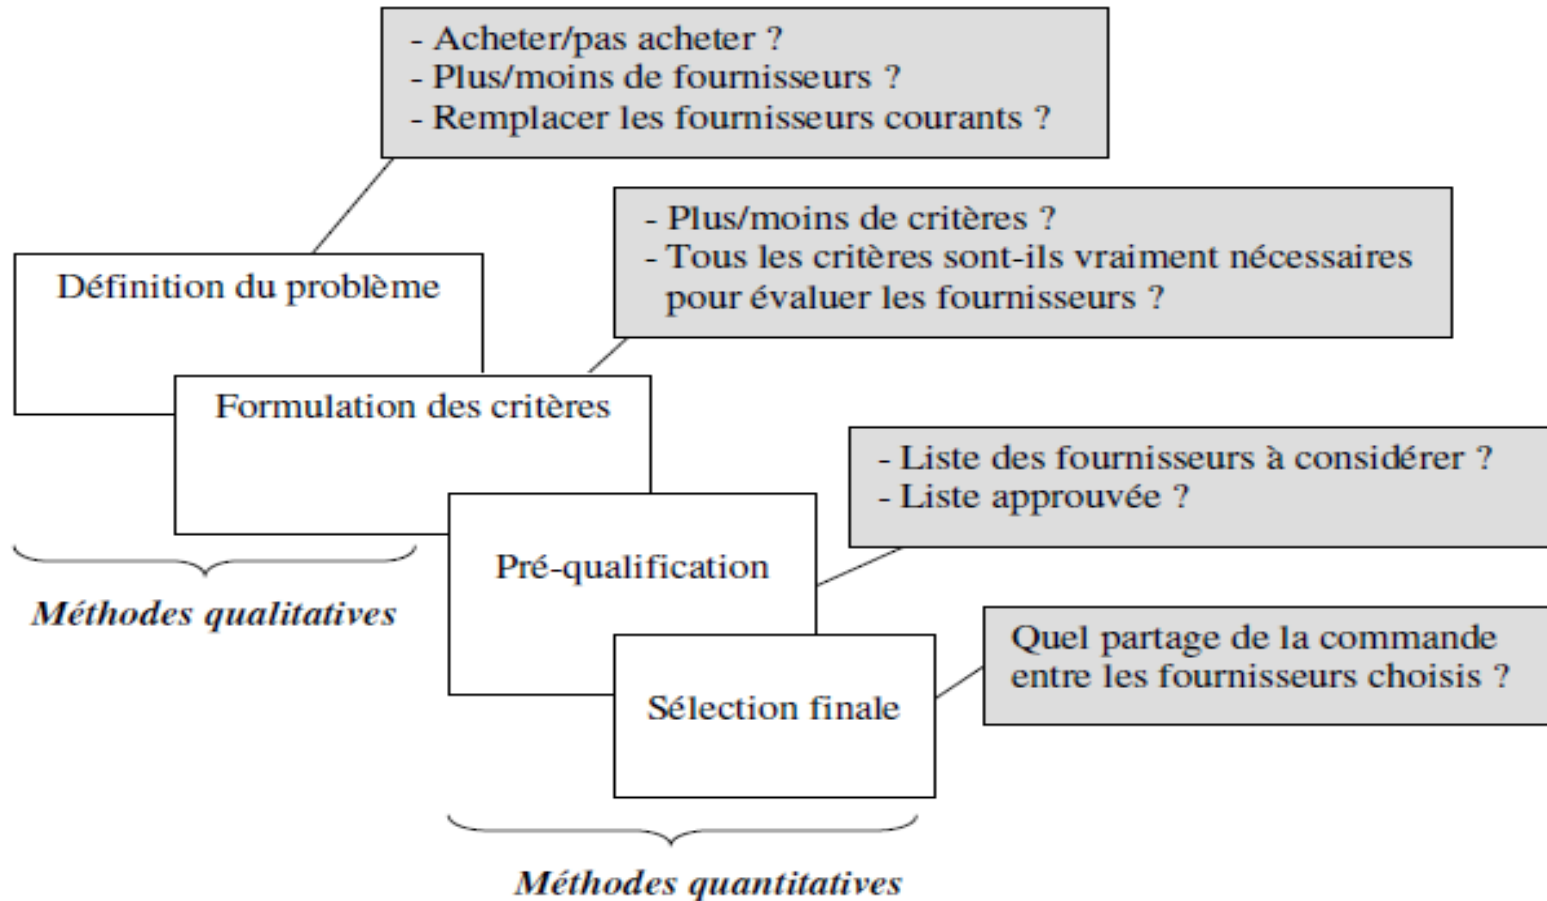 - Acheter/pas acheter ?
- Plus/moins de fournisseurs ?
- Remplacer les fournisseurs courants ?
- Plus/moins de critères ?
- Tous les critères sont-ils vraiment nécessaires
pour évaluer les fournisseurs ?
Définition du problème
Formulation des critères
- Liste des fournisseurs à considérer ?
- Liste approuvée ?
Pré-qualification
Méthodes qualitatives
Quel partage de la commande
entre les fournisseurs choisis ?
Sélection finale
Méthodes quantitatives